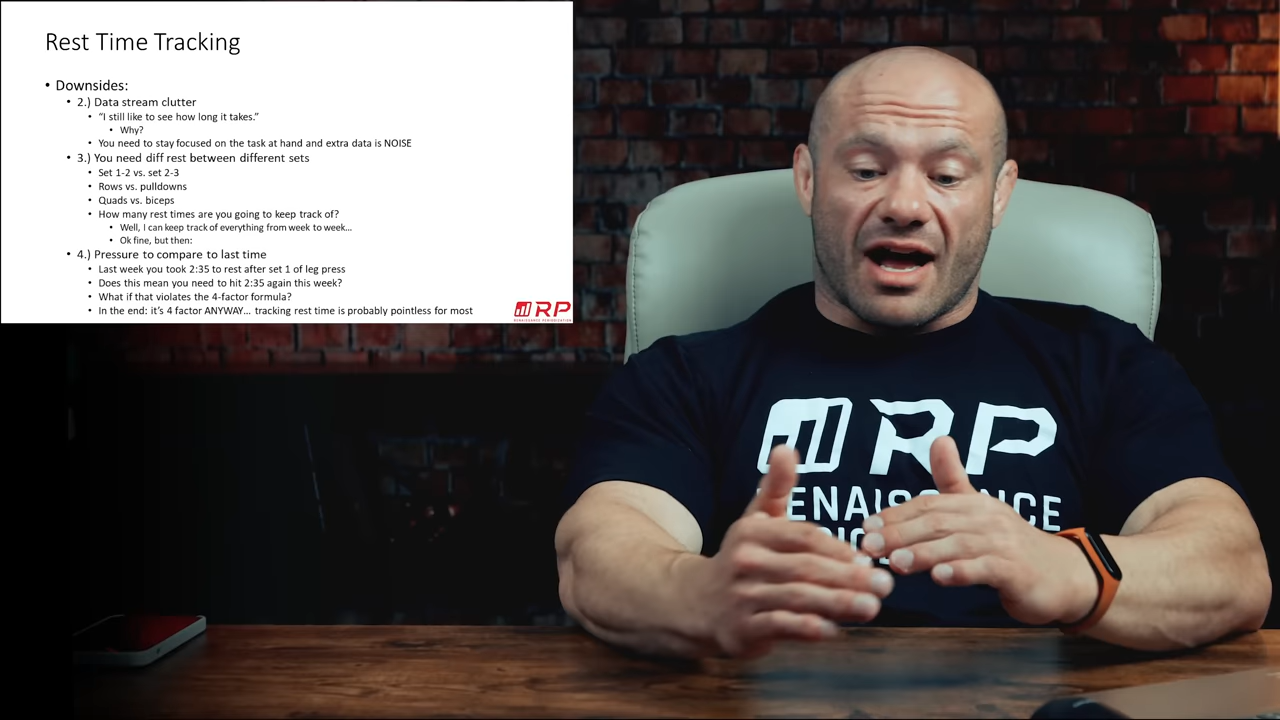 Rest Time Tracking
• Downsides:
• 2.) Data stream clutter
• “I still like to see how long it takes.”
• Why?
• You need to stay focused on the task at hand and extra data is NOISE
• 3.) You need diff rest between different sets
• Set 1-2 vs. set 2-3
• Rows vs. pulldowns
• Quads vs. biceps
• How many rest times are you going to keep track of?
• Well, I can keep track of everything from week to week…
• Ok fine, but then:
• 4.) Pressure to compare to last time
• Last week you took 2:35 to rest after set 1 of leg press
• Does this mean you need to hit 2:35 again this week?
• What if that violates the 4-factor formula?
• In the end: it’s 4 factor ANYWAY… tracking rest time is probably pointless for most
RP
RENAISSANCE PERIODIZATION
RP